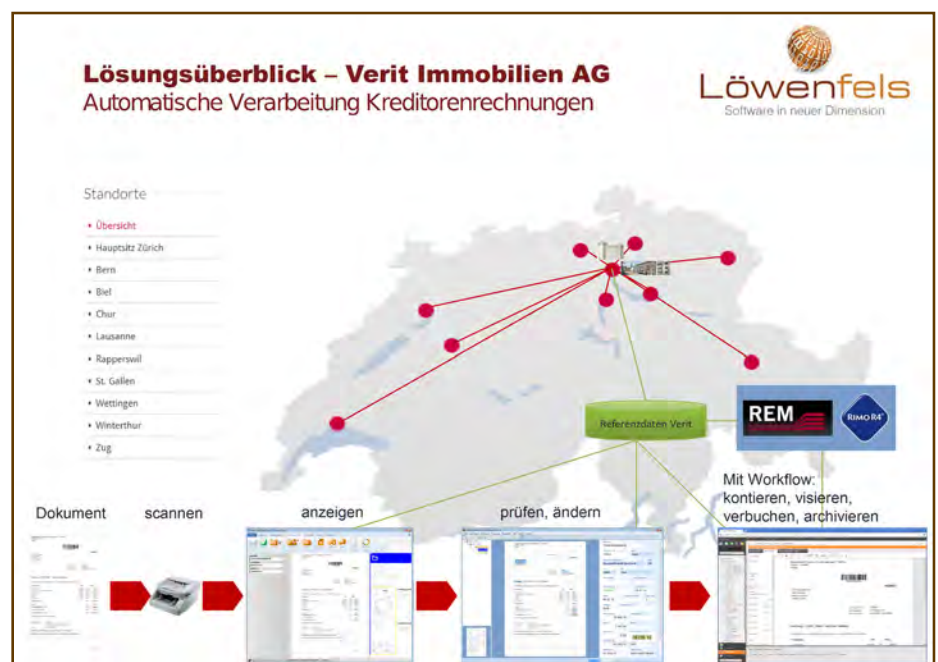 Lösungsüberblick – Verit Immobilien AG
Automatische Verarbeitung Kreditorenrechnungen
Löwenfels
Software in neuer Dimension
Standorte
Übersicht
Hauptsitz Zürich
Bern
Biel
Chur
Lausanne
Rapperswil
St. Gallen
Wettingen
Winterthur
Zug
Referenzdaten Verit
REM
RIMO R4
Mit Workflow:
kontieren, visieren,
verbuchen, archivieren
Dokument
scannen
anzeigen
prüfen, ändern